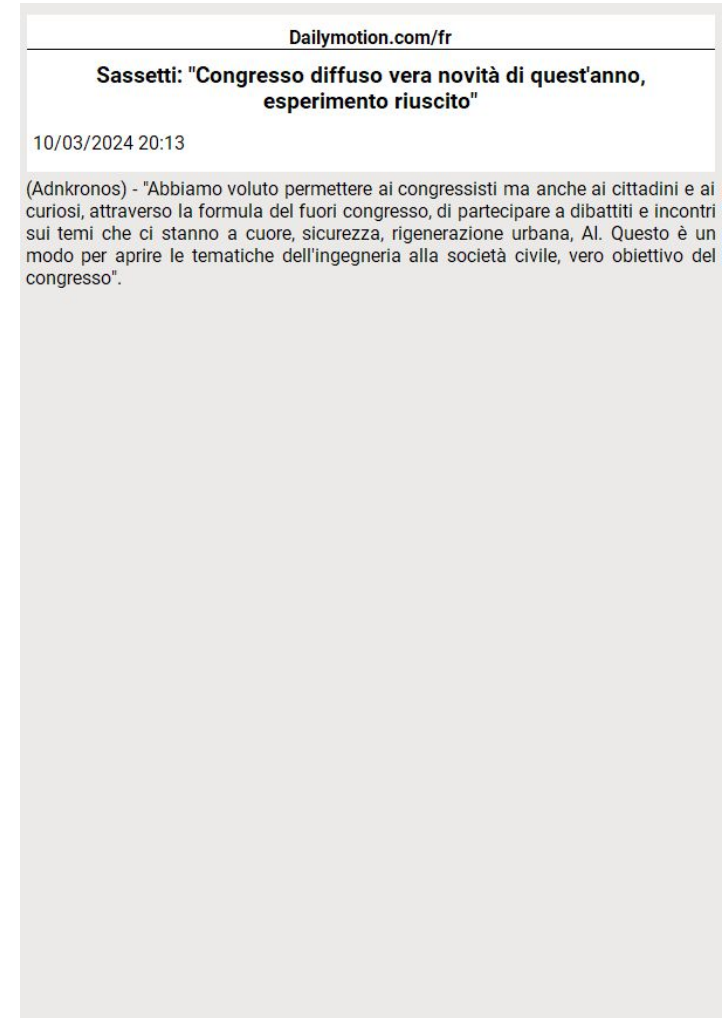 Dailymotion.com/fr
Sassetti: "Congresso diffuso vera novità di quest'anno,
esperimento riuscito"
10/03/2024 20:13
(Adnkronos) - "Abbiamo voluto permettere ai congressisti ma anche ai cittadini e ai
curiosi, attraverso la formula del fuori congresso, di partecipare a dibattiti e incontri
sui temi che ci stanno a cuore, sicurezza, rigenerazione urbana, AI. Questo è un
modo per aprire le tematiche dell'ingegneria alla società civile, vero obiettivo del
congresso".